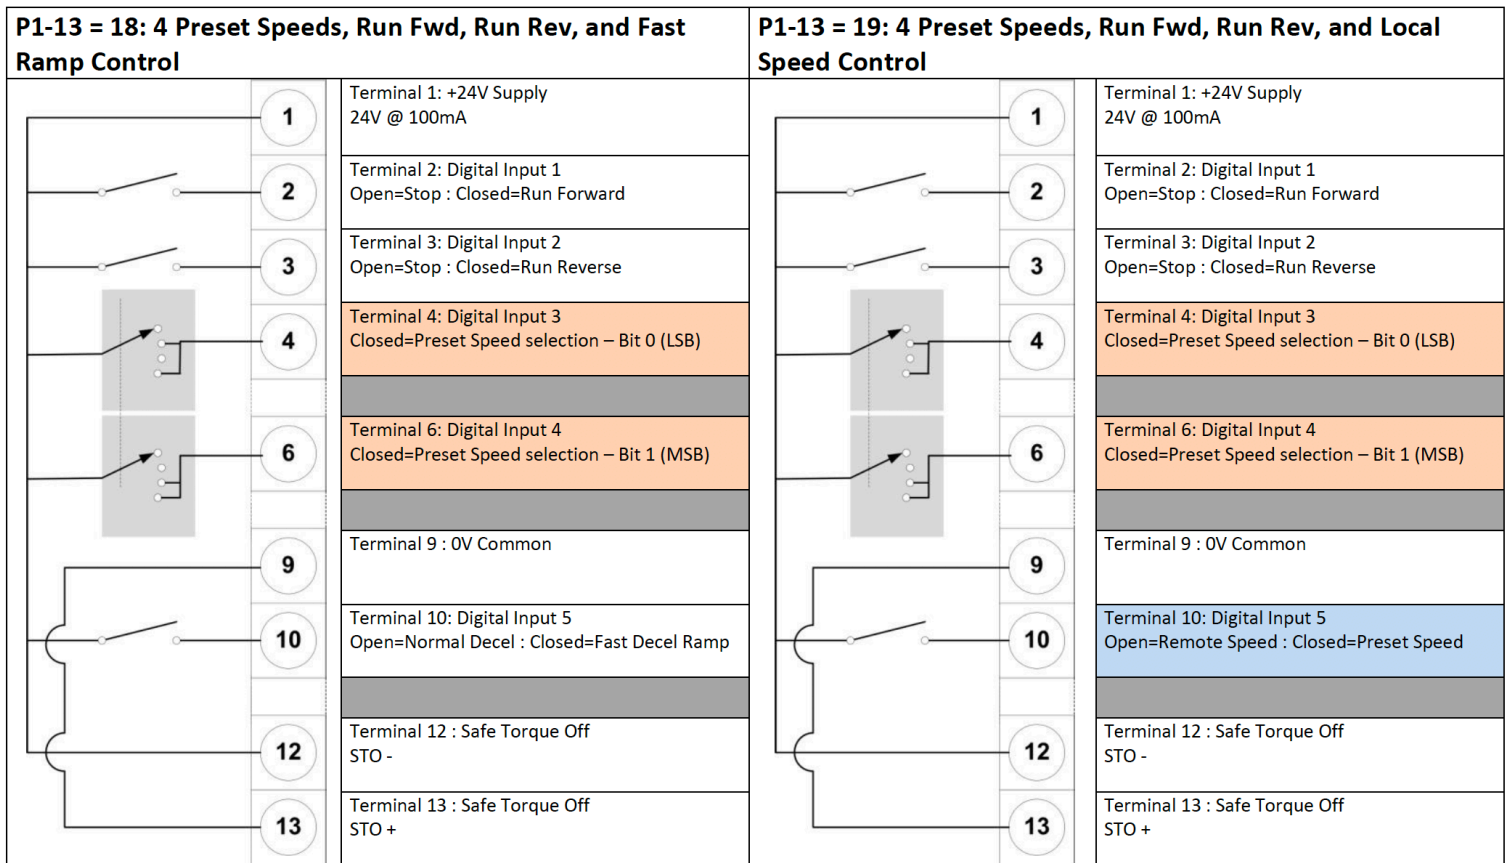 P1-13 = 18: 4 Preset Speeds, Run Fwd, Run Rev, and Fast
Ramp Control
1
Terminal 1: +24V Supply
24V @ 100mA
2
Terminal 2: Digital Input 1
Open=Stop : Closed=Run Forward
3
Terminal 3: Digital Input 2
Open=Stop : Closed=Run Reverse
4
Terminal 4: Digital Input 3
Closed=Preset Speed selection – Bit 0 (LSB)
6
Terminal 6: Digital Input 4
Closed=Preset Speed selection – Bit 1 (MSB)
9
Terminal 9 : 0V Common
10
Terminal 10: Digital Input 5
Open=Normal Decel : Closed=Fast Decel Ramp
12
Terminal 12 : Safe Torque Off
STO -
13
Terminal 13 : Safe Torque Off
STO +
P1-13 = 19: 4 Preset Speeds, Run Fwd, Run Rev, and Local
Speed Control
1
Terminal 1: +24V Supply
24V @ 100mA
2
Terminal 2: Digital Input 1
Open=Stop : Closed=Run Forward
3
Terminal 3: Digital Input 2
Open=Stop : Closed=Run Reverse
4
Terminal 4: Digital Input 3
Closed=Preset Speed selection – Bit 0 (LSB)
6
Terminal 6: Digital Input 4
Closed=Preset Speed selection – Bit 1 (MSB)
9
Terminal 9 : 0V Common
10
Terminal 10: Digital Input 5
Open=Remote Speed : Closed=Preset Speed
12
Terminal 12 : Safe Torque Off
STO -
13
Terminal 13 : Safe Torque Off
STO +